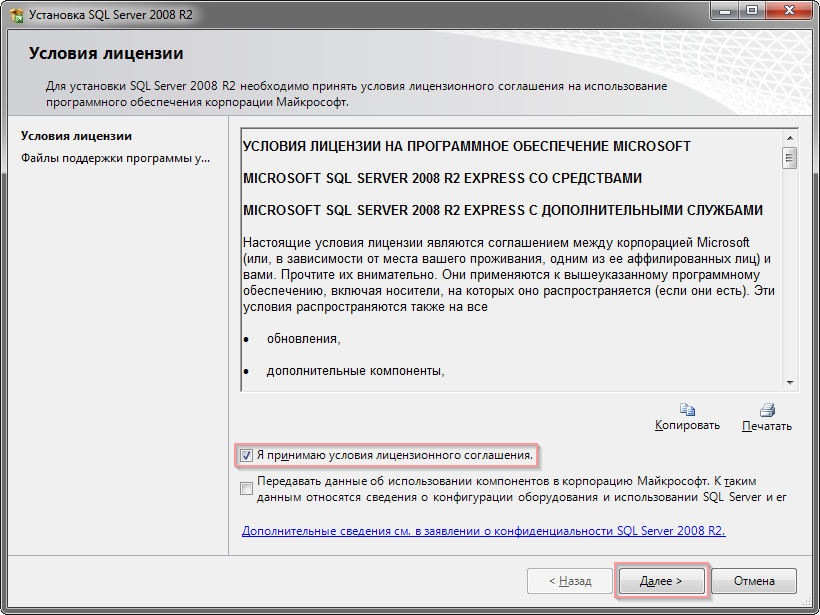 Установка SQL Server 2008 R2
Условия лицензии
Для установки SQL Server 2008 R2 необходимо принять условия лицензионного соглашения на использование
программного обеспечения корпорации Майкрософт.
Условия лицензии
Файлы поддержки программы у...
УСЛОВИЯ ЛИЦЕНЗИИ НА ПРОГРАММНОЕ ОБЕСПЕЧЕНИЕ MICROSOFT
MICROSOFT SQL SERVER 2008 R2 EXPRESS СО СРЕДСТВАМИ
MICROSOFT SQL SERVER 2008 R2 EXPRESS С ДОПОЛНИТЕЛЬНЫМИ СЛУЖБАМИ
Настоящие условия лицензии являются соглашением между корпорацией Microsoft
(или, в зависимости от места вашего проживания, одним из ее аффилированных лиц) и
вами. Прочтите их внимательно. Они применяются к вышеуказанному программному
обеспечению, включая носители, на которых оно распространяется (если они есть). Эти
условия распространяются также на все
• обновления,
• дополнительные компоненты,
Копировать Печатать
Я принимаю условия лицензионного соглашения.
Передавать данные об использовании компонентов в корпорацию Майкрософт. К таким
данным относятся сведения о конфигурации оборудования и использовании SQL Server и ег
Дополнительные сведения см. в заявлении о конфиденциальности SQL Server 2008 R2.
< Назад Далее > Отмена